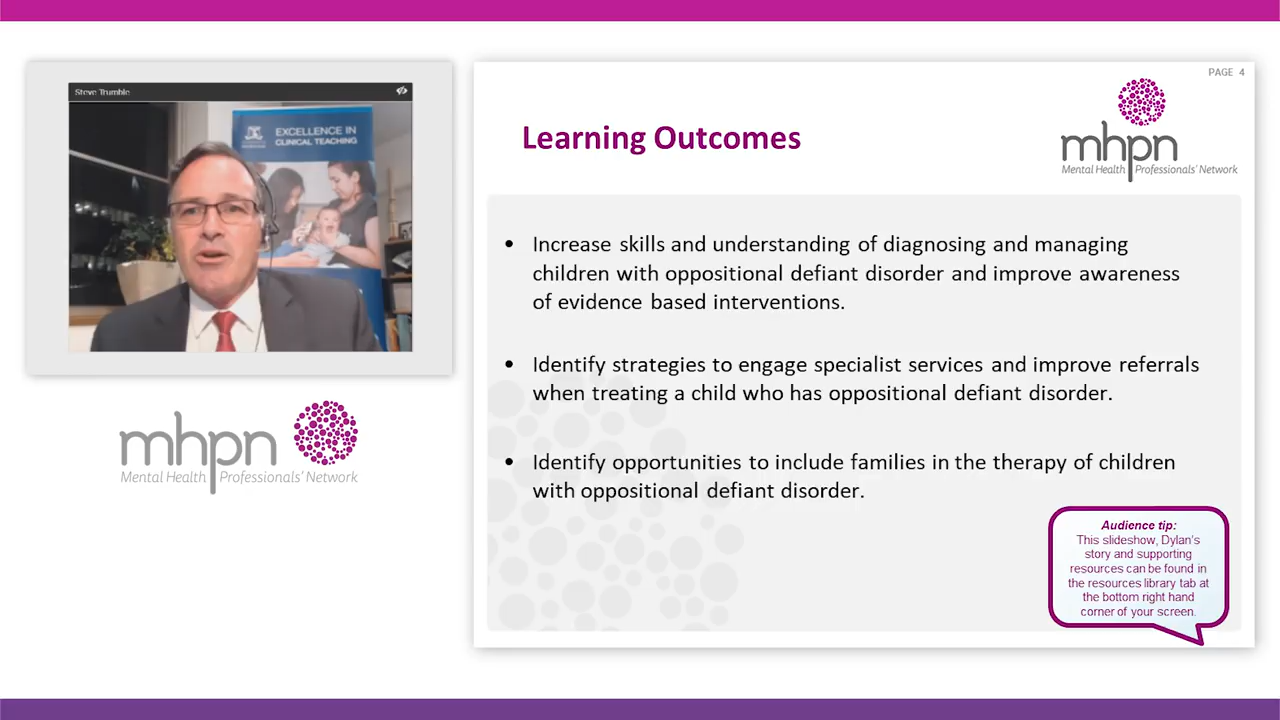 Steve Trumble
EXCELLENCE IN
CLINICAL TEACHING
mhpn
Mental Health Professionals' Network
PAGE 4
mhpn
Mental Health Professionals' Network
Learning Outcomes
• Increase skills and understanding of diagnosing and managing
children with oppositional defiant disorder and improve awareness
of evidence based interventions.
• Identify strategies to engage specialist services and improve referrals
when treating a child who has oppositional defiant disorder.
• Identify opportunities to include families in the therapy of children
with oppositional defiant disorder.
Audience tip:
This slideshow, Dylan's
story and supporting
resources can be found in
the resources library tab at
the bottom right hand
corner of your screen.